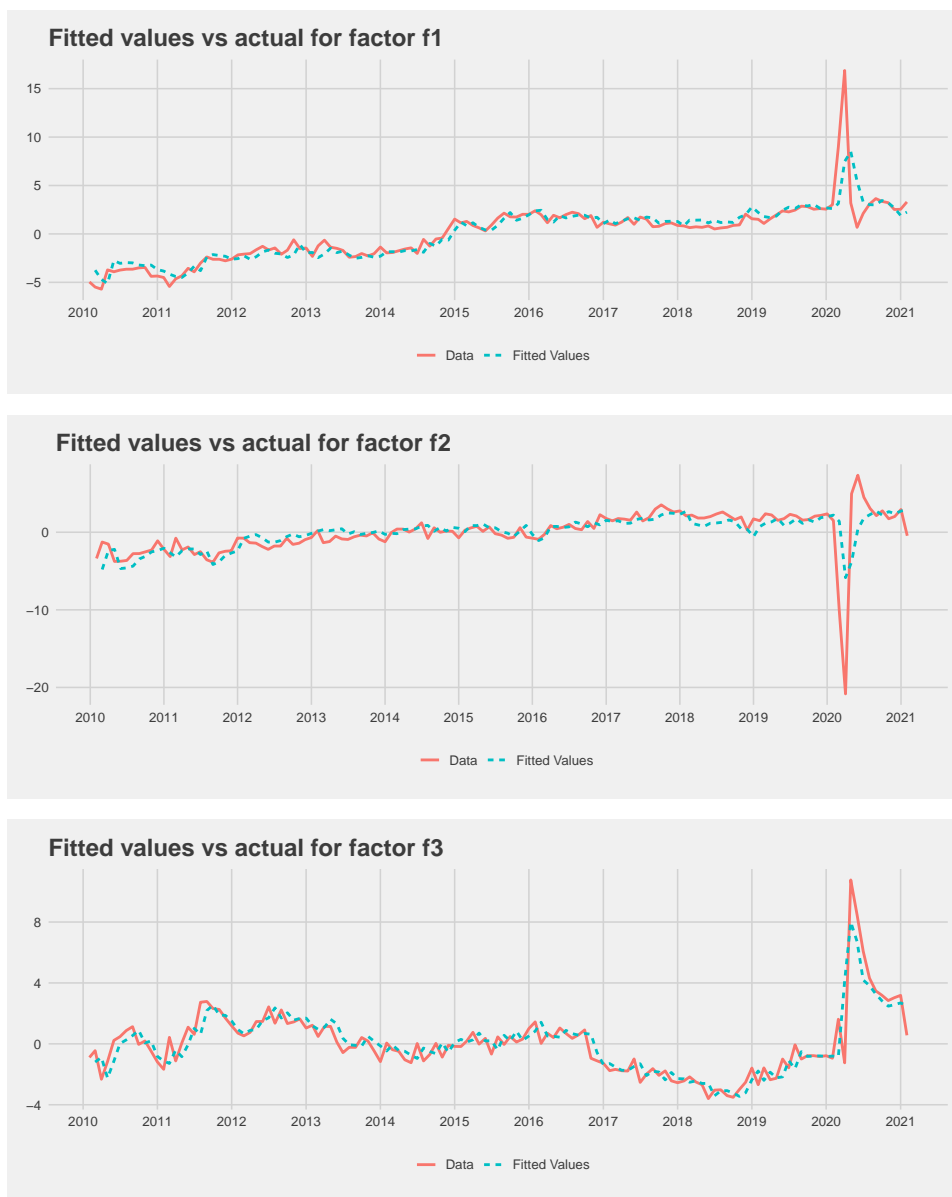 Fitted values vs actual for factor f1
15
10
5
0
−5
2010 2011 2012 2013 2014 2015 2016 2017 2018 2019 2020 2021
Data Fitted Values
Fitted values vs actual for factor f2
0
−10
−20
2010 2011 2012 2013 2014 2015 2016 2017 2018 2019 2020 2021
Data Fitted Values
Fitted values vs actual for factor f3
8
4
0
−4
2010 2011 2012 2013 2014 2015 2016 2017 2018 2019 2020 2021
Data Fitted Values